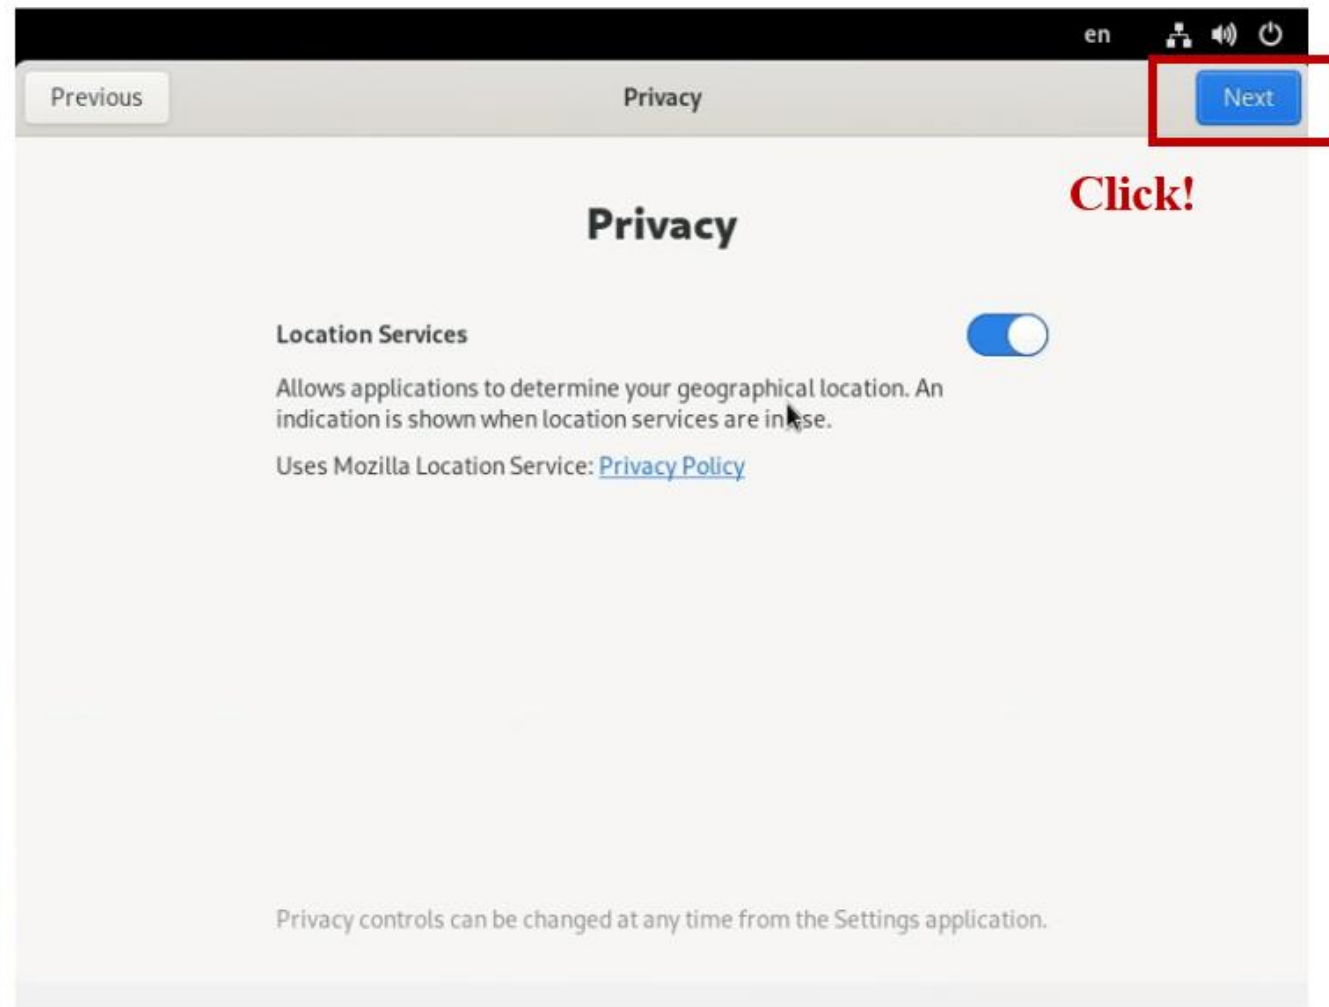 en
Previous
Privacy
Next
Click!
Privacy
Location Services
Allows applications to determine your geographical location. An
indication is shown when location services are in use.
Uses Mozilla Location Service: Privacy Policy
Privacy controls can be changed at any time from the Settings application.